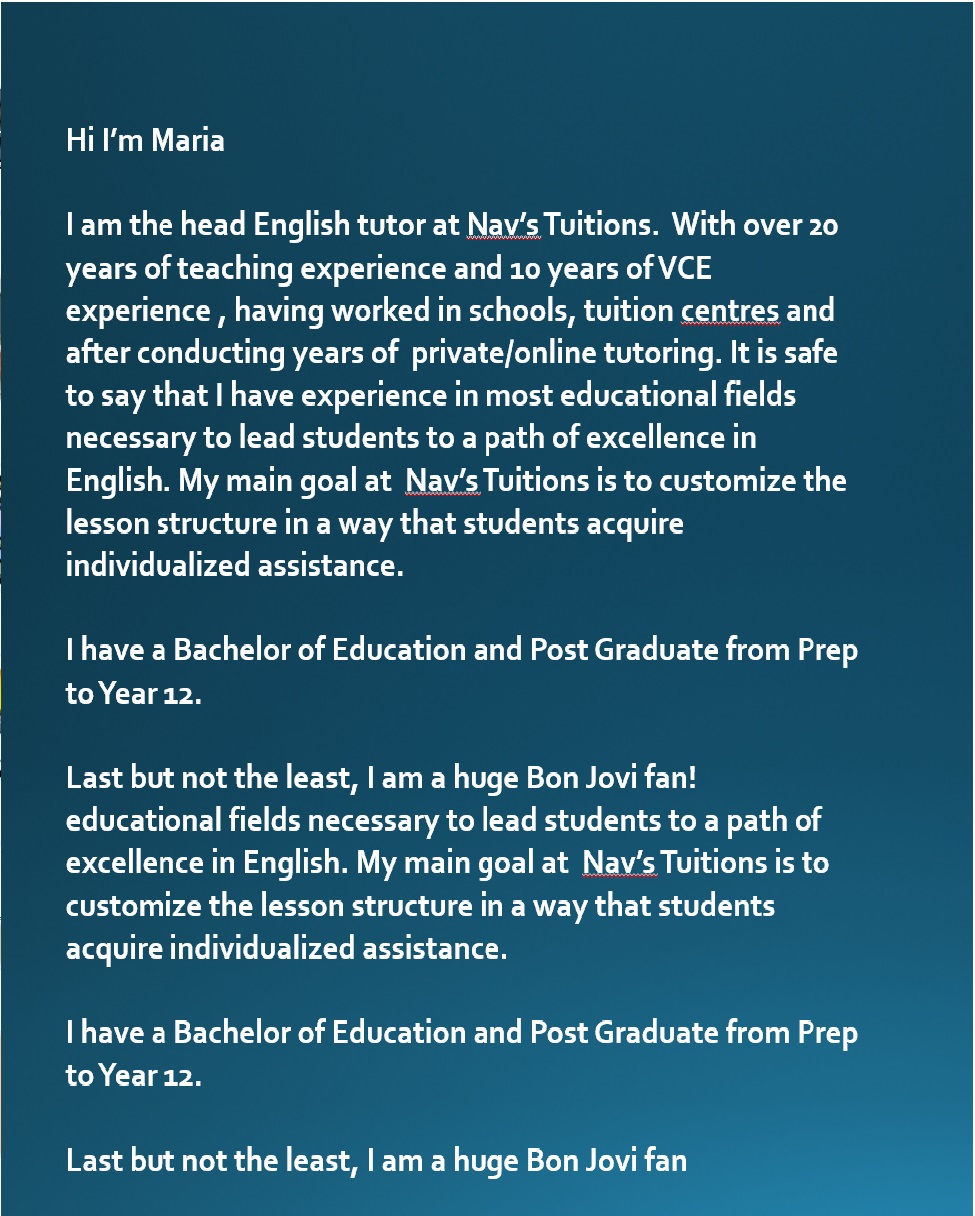 Hi I’m Maria
I am the head English tutor at Nav’s Tuitions.  With over 20
years of teaching experience and 10 years of VCE
experience , having worked in schools, tuition centres and
after conducting years of  private/online tutoring. It is safe
to say that I have experience in most educational fields
necessary to lead students to a path of excellence in
English. My main goal at  Nav’s Tuitions is to customize the
lesson structure in a way that students acquire
individualized assistance.
I have a Bachelor of Education and Post Graduate from Prep
to Year 12.
Last but not the least, I am a huge Bon Jovi fan!
educational fields necessary to lead students to a path of
excellence in English. My main goal at  Nav’s Tuitions is to
customize the lesson structure in a way that students
acquire individualized assistance.
I have a Bachelor of Education and Post Graduate from Prep
to Year 12.
Last but not the least, I am a huge Bon Jovi fan